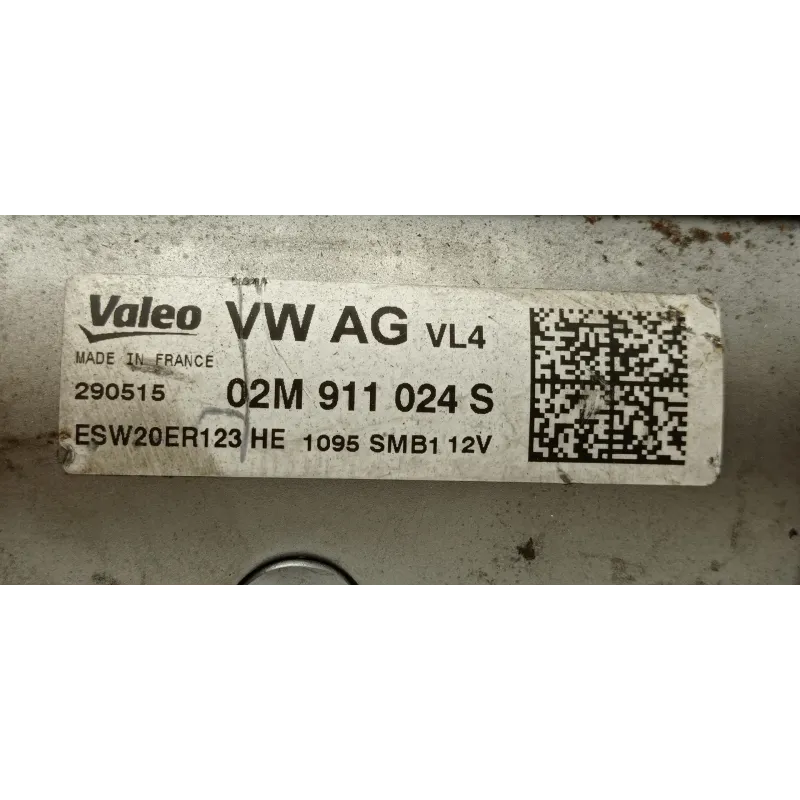 Valeo VW AG VL4
MADE IN FRANCE
290515 02M 911 024 S
ESW20ER123 HE 1095 SMB1 12V